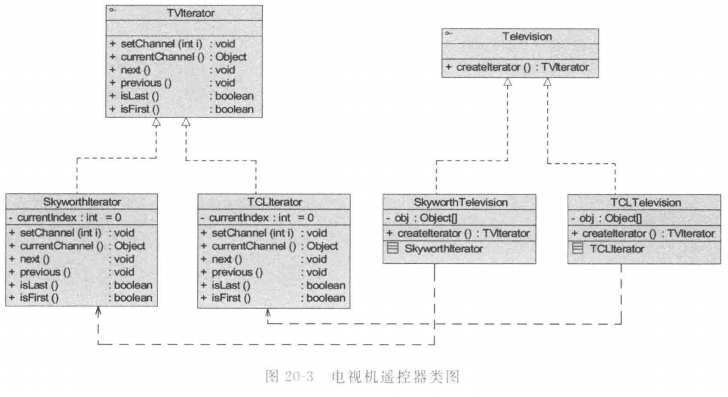 TVIterator
+ setChannel (int i) : void
+ currentChannel () : Object
+ next () : void
+ previous () : void
+ isLast () : boolean
+ isFirst () : boolean
Television
+ createIterator () : TVIterator
SkyworthIterator
- currentIndex : int = 0
+ setChannel (int i) : void
+ currentChannel () : Object
+ next () : void
+ previous () : void
+ isLast () : boolean
+ isFirst () : boolean
TCLIterator
- currentIndex : int = 0
+ setChannel (int i) : void
+ currentChannel () : Object
+ next () : void
+ previous () : void
+ isLast () : boolean
+ isFirst () : boolean
SkyworthTelevision
- obj : Object[]
+ createIterator () : TVIterator
SkyworthIterator
TCLTelevision
- obj : Object[]
+ createIterator () : TVIterator
TCLIterator
图 20-3 电视机遥控器类图